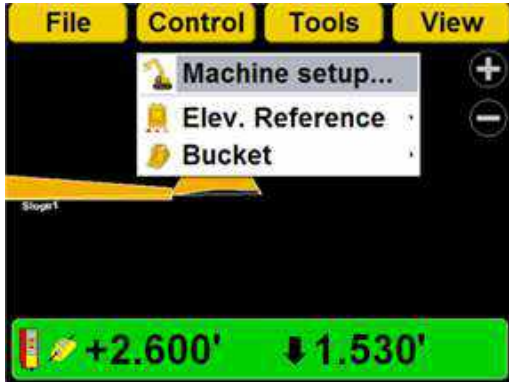 File Control Tools View
Machine setup...
Elev. Reference
Bucket
Slope1
+2.600' 1.530'